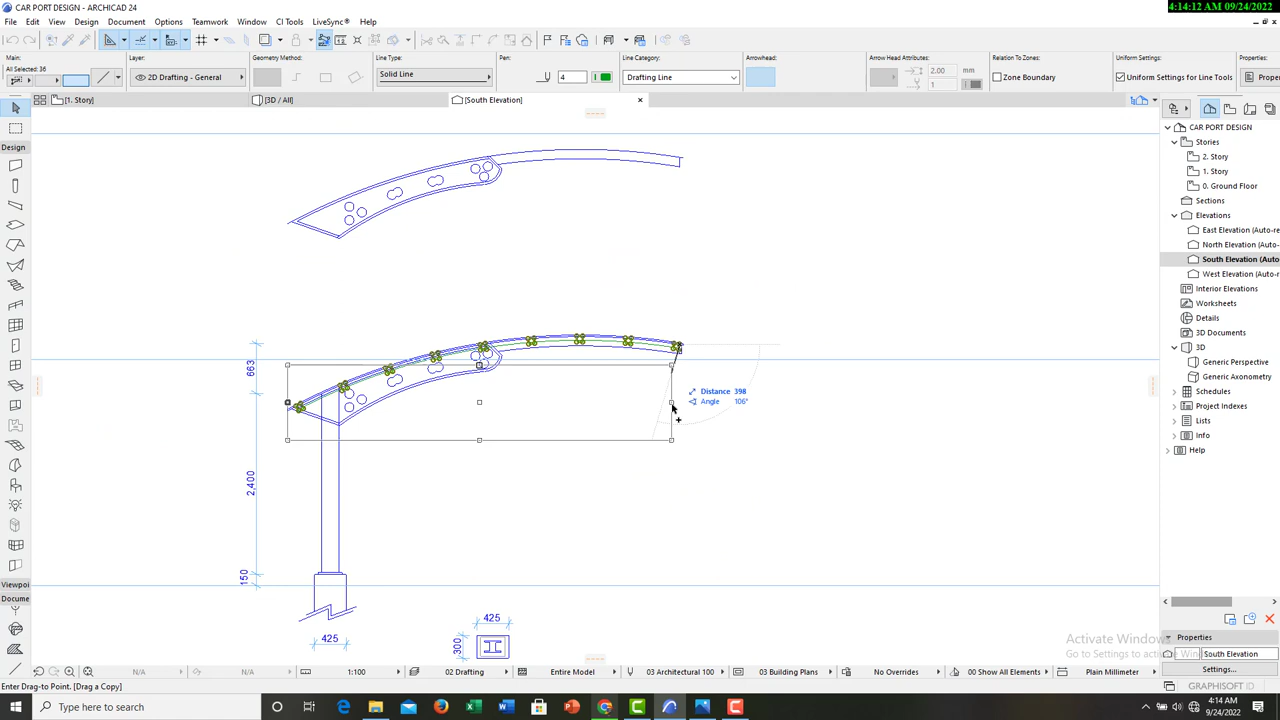 CAR PORT DESIGN - ARCHICAD 24
4:14:12 AM 09/24/2022
File Edit View Design Document Options Teamwork Window CI Tools LiveSync® Help
Main:
All Selected: 36
Layer:
2D Drafting - General
Geometry Method:
Line Type:
Solid Line
Pen:
4
Line Category:
Drafting Line
Arrowhead:
Arrow Head Attributes:
2.00 mm
1
Relation To Zones:
Zone Boundary
Uniform Settings:
Uniform Settings for Line Tools
Properties:
Proper
[1. Story]
[3D / All]
[South Elevation]
Design
Viewpoi
Docume
663
2,400
150
425
425
300
Distance 398
Angle 106°
CAR PORT DESIGN
Stories
2. Story
1. Story
0. Ground Floor
Sections
Elevations
East Elevation (Auto-re
North Elevation (Auto-
South Elevation (Auto
West Elevation (Auto-r
Interior Elevations
Worksheets
Details
3D Documents
3D
Generic Perspective
Generic Axonometry
Schedules
Project Indexes
Lists
Info
Help
Properties
South Elevation
Settings...
GRAPHISOFT ID
Activate Windows
Go to Settings to activate Win
N/A
N/A
1:100
02 Drafting
Entire Model
03 Architectural 100
03 Building Plans
No Overrides
00 Show All Elements
Plain Millimeter
Enter Drag-to Point. [Drag a Copy]
Type here to search
4:14 AM
9/24/2022